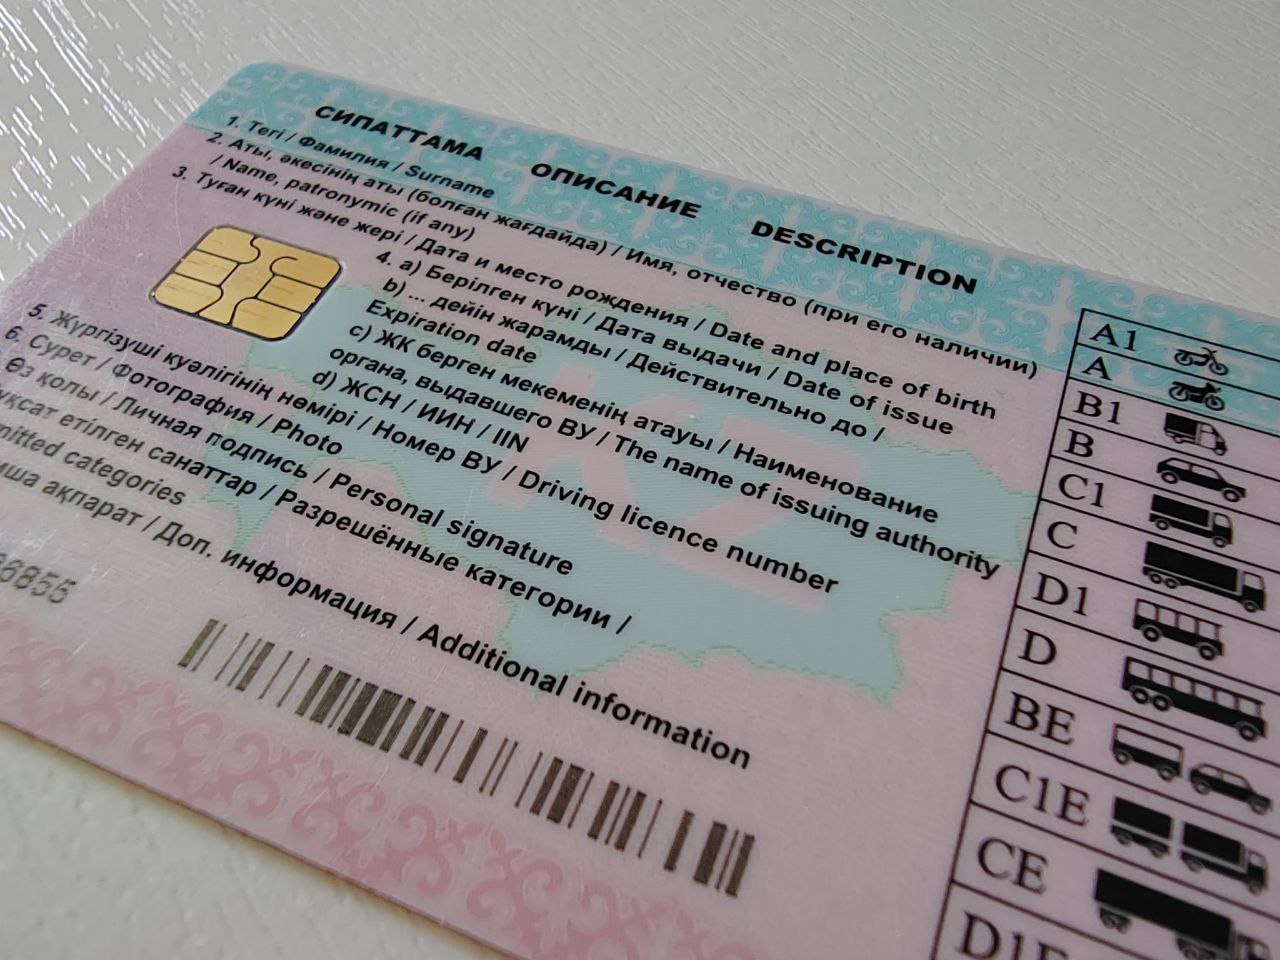 СИПАТТАМА ОПИСАНИЕ DESCRIPTION
1. Тегі / Фамилия / Surname
2. Аты, әкесінің аты (болған жағдайда) / Имя, отчество (при его наличии)
/ Name, patronymic (if any)
3. Туған күні және жері / Дата и место рождения / Date and place of birth
4. a) Берілген күні / Дата выдачи / Date of issue
b) ... дейін жарамды / Действительно до /
Expiration date
c) ЖК берген мекеменің атауы / Наименование
органа, выдавшего ВУ / The name of issuing authority
d) ЖСН / ИИН / IIN
5. Жүргізуші куәлігінің нөмірі / Номер ВУ / Driving licence number
6. Сурет / Фотография / Photo
Өз қолы / Личная подпись / Personal signature
етілген санаттар / Разрешённые категории /
categories
ақпарат / Доп. информация / Additional information
6855
KZ
A1
A
B1
B
C1
C
D1
D
BE
C1E
CE
D1E